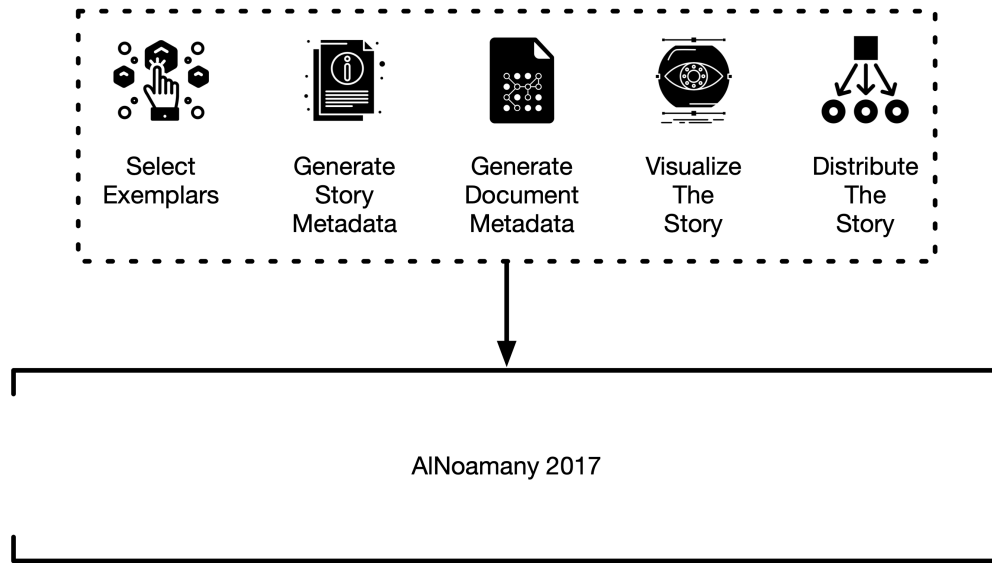 Select
Exemplars
Generate
Story
Metadata
Generate
Document
Metadata
Visualize
The
Story
Distribute
The
Story
AlNoamany 2017